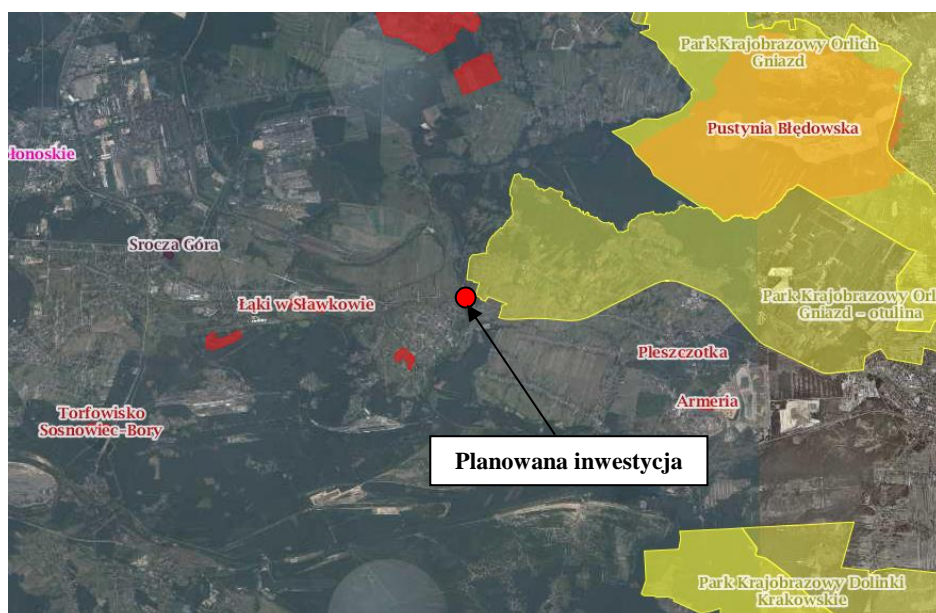 Park Krajobrazowy Orlich
Gniazd
Pustynia Błędowska
łonoskie
Srocza Góra
Łąki w Sławkowie
Park Krajobrazowy Orl
Gniazd - otulina
Pleszczotka
Armeria
Torfowisko
Sosnowiec-Bory
Planowana inwestycja
Park Krajobrazowy Dolinki
Krakowskie